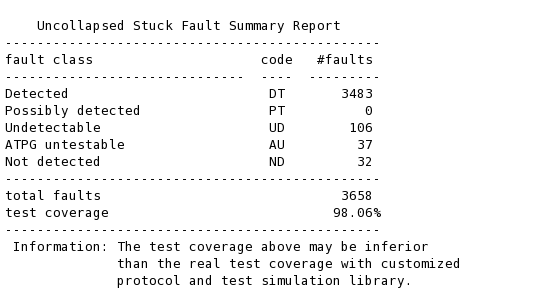 Uncollapsed Stuck Fault Summary Report
-----------------------------------------------
fault class                     code   #faults
------------------------------  ----  ---------
Detected                         DT       3483
Possibly detected                PT          0
Undetectable                     UD        106
ATPG untestable                  AU         37
Not detected                     ND         32
-----------------------------------------------
total faults                              3658
test coverage                            98.06%
-----------------------------------------------
Information: The test coverage above may be inferior
than the real test coverage with customized
protocol and test simulation library.